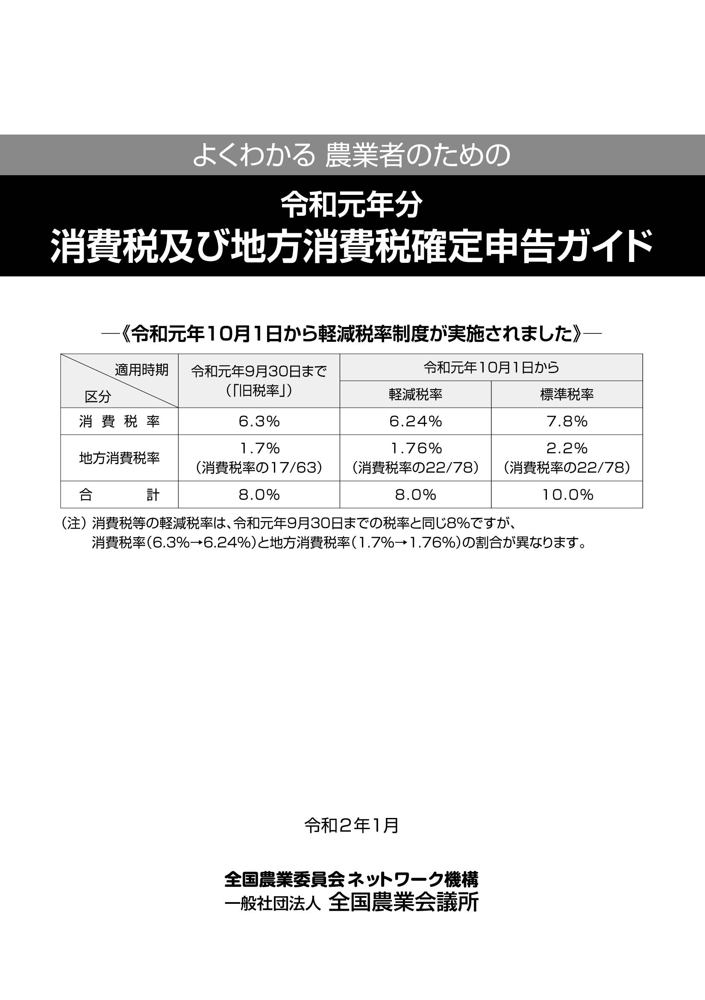 よくわかる 農業者のための
令和元年分
消費税及び地方消費税確定申告ガイド
―《令和元年10月1日から軽減税率制度が実施されました》―
適用時期
区分
令和元年9月30日まで
(「旧税率」)
令和元年10月1日から
軽減税率
標準税率
消費税率
6.3%
6.24%
7.8%
地方消費税率
1.7%
(消費税率の17/63)
1.76%
(消費税率の22/78)
2.2%
(消費税率の22/78)
合計
8.0%
8.0%
10.0%
(注) 消費税等の軽減税率は、令和元年9月30日までの税率と同じ8%ですが、
消費税率(6.3%→6.24%)と地方消費税率(1.7%→1.76%)の割合が異なります。
令和2年1月
全国農業委員会ネットワーク機構
一般社団法人 全国農業会議所